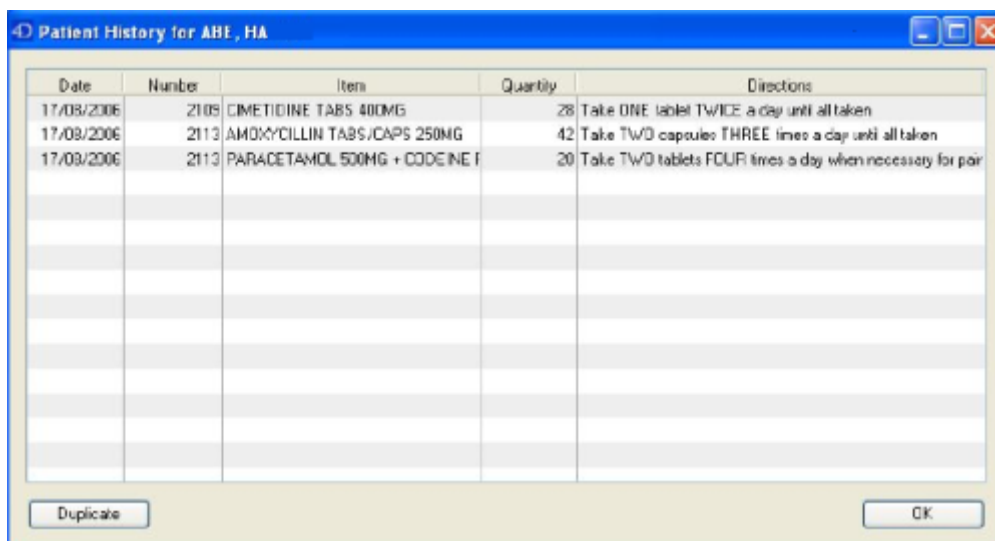 4D Patient History for ABE, HA
Date Number Item Quantity Directions
17/08/2006 2109 CIMETIDINE TABS 400MG 28 Take ONE tablet TWICE a day until all taken
17/08/2006 2113 AMOXYCILLIN TABS/CAPS 250MG 42 Take TWO capsules THREE times a day until all taken
17/08/2006 2113 PARACETAMOL 500MG + CODEINE F 20 Take TWO tablets FOUR times a day when necessary for pain
Duplicate OK